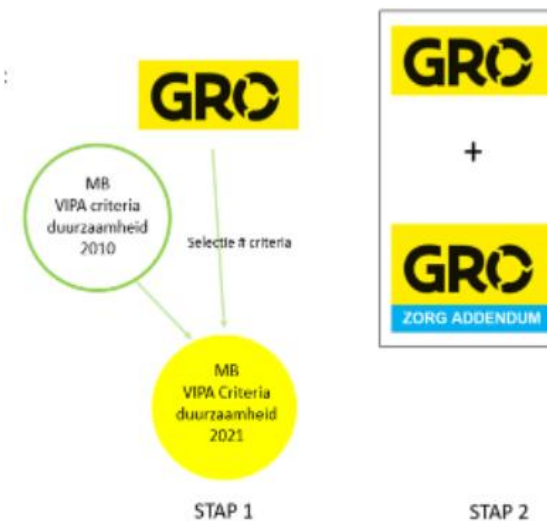 :
GRO
MB
VIPA criteria
duurzaamheid
2010
Selectie # criteria
MB
VIPA Criteria
duurzaamheid
2021
STAP 1
GRO
+
GRO
ZORG ADDENDUM
STAP 2